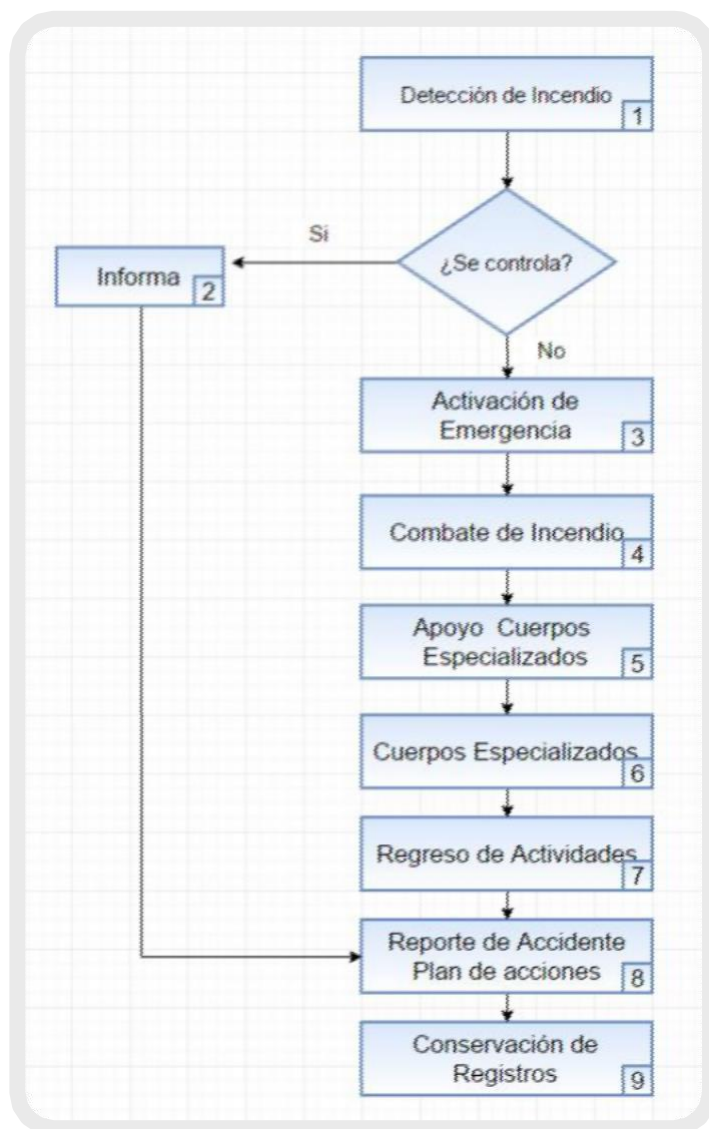 Detección de Incendio
1
¿Se controla?
Si
Informa
2
No
Activación de
Emergencia
3
Combate de Incendio
4
Apoyo Cuerpos
Especializados
5
Cuerpos Especializados
6
Regreso de Actividades
7
Reporte de Accidente
Plan de acciones
8
Conservación de
Registros
9